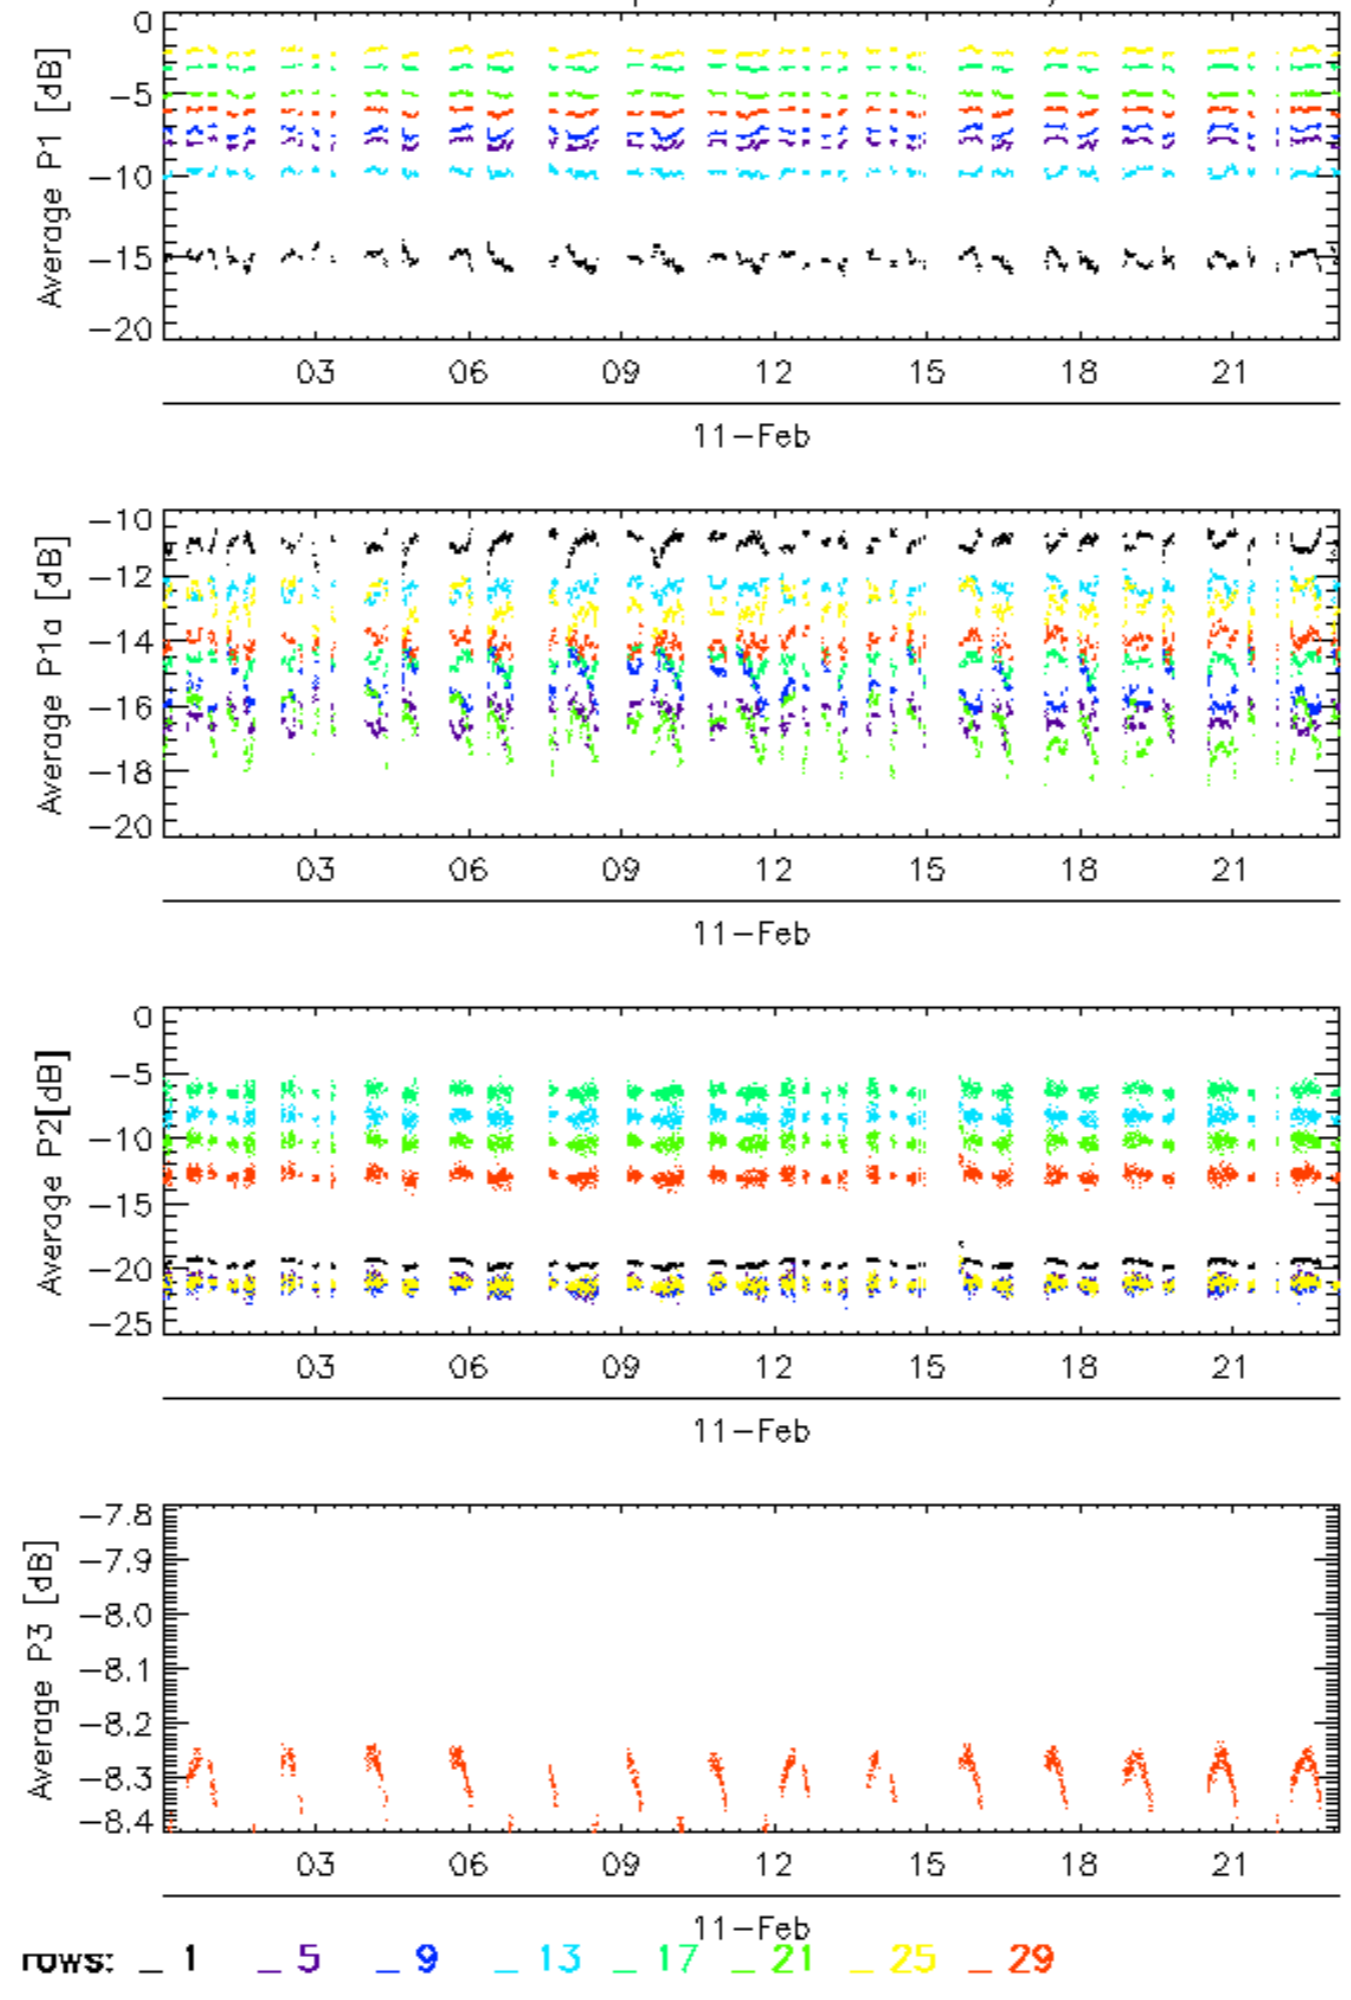 0
−5
−10
−15
−20
Average P1 [dB]
03 06 09 12 15 18 21
11−Feb
−10
−12
−14
−16
−18
−20
Average P1a [dB]
03 06 09 12 15 18 21
11−Feb
0
−5
−10
−15
−20
−25
Average P2[dB]
03 06 09 12 15 18 21
11−Feb
−7.8
−7.9
−8.0
−8.1
−8.2
−8.3
−8.4
Average P3 [dB]
03 06 09 12 15 18 21
11−Feb
rows: _ 1 _ 5 _ 9 _ 13 _ 17 _ 21 _ 25 _ 29